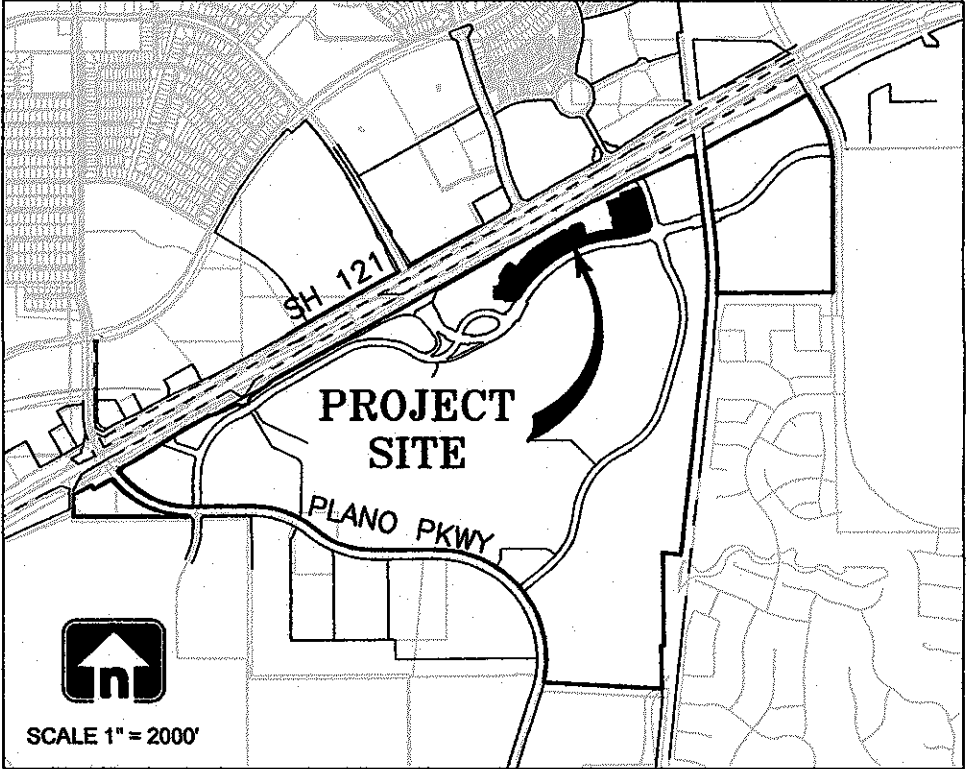 SH 121
PROJECT
SITE
PLANO PKWY
n
SCALE 1" = 2000'